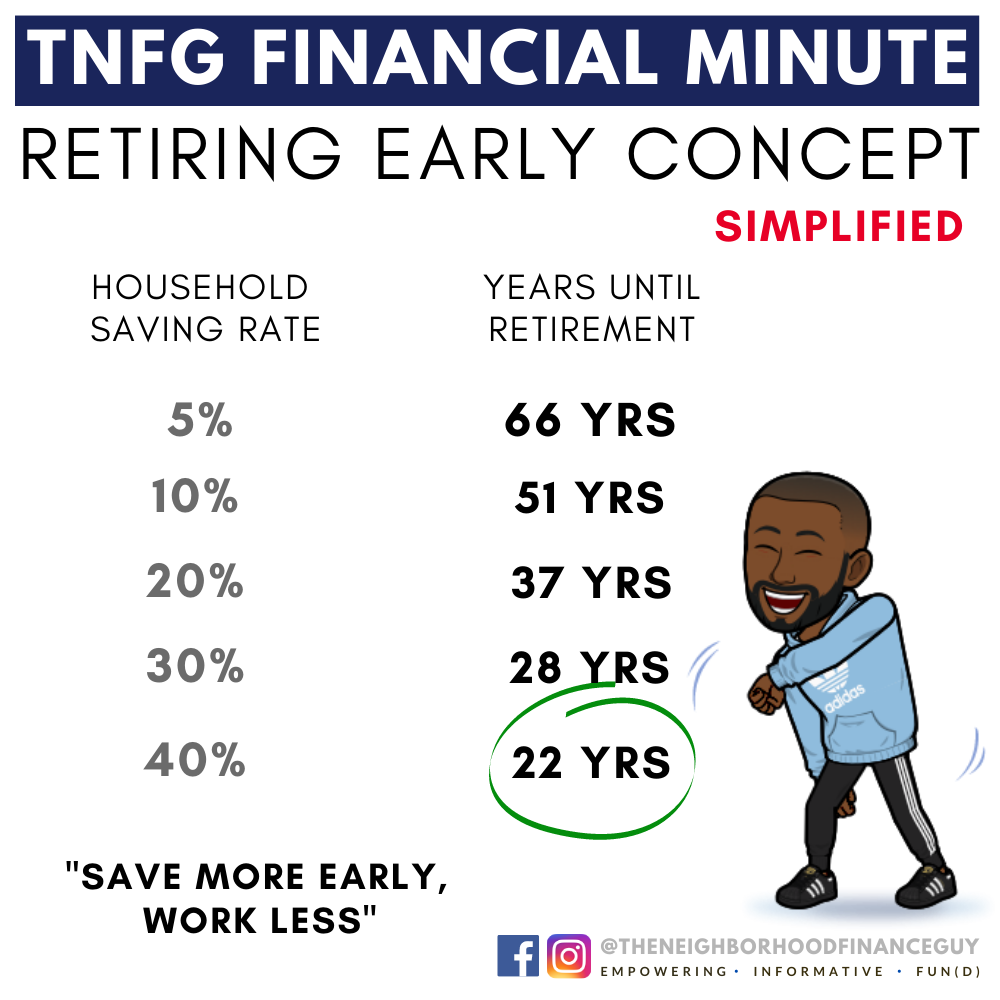 TNFG FINANCIAL MINUTE
RETIRING EARLY CONCEPT
SIMPLIFIED
HOUSEHOLD SAVING RATE
YEARS UNTIL RETIREMENT
5% 66 YRS
10% 51 YRS
20% 37 YRS
30% 28 YRS
40% 22 YRS
adidas
"SAVE MORE EARLY,
WORK LESS"
@THENEIGHBORHOODFINANCEGUY
EMPOWERING • INFORMATIVE • FUN(D)